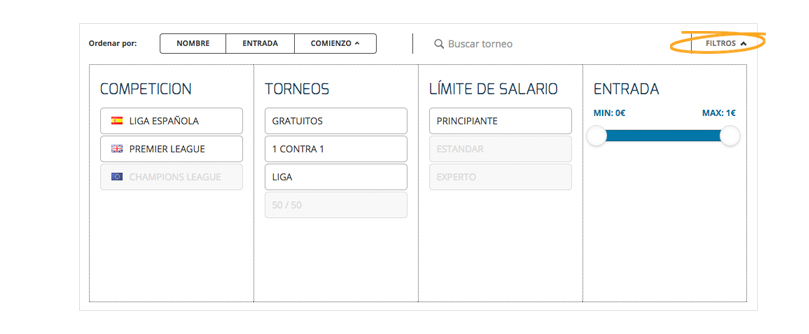 Ordenar por: NOMBRE ENTRADA COMIENZO Buscar torneo FILTROS
COMPETICION
LIGA ESPAÑOLA
PREMIER LEAGUE
CHAMPIONS LEAGUE
TORNEOS
GRATUITOS
1 CONTRA 1
LIGA
50 / 50
LÍMITE DE SALARIO
PRINCIPIANTE
ESTANDAR
EXPERTO
ENTRADA
MIN: 0€ MAX: 1€